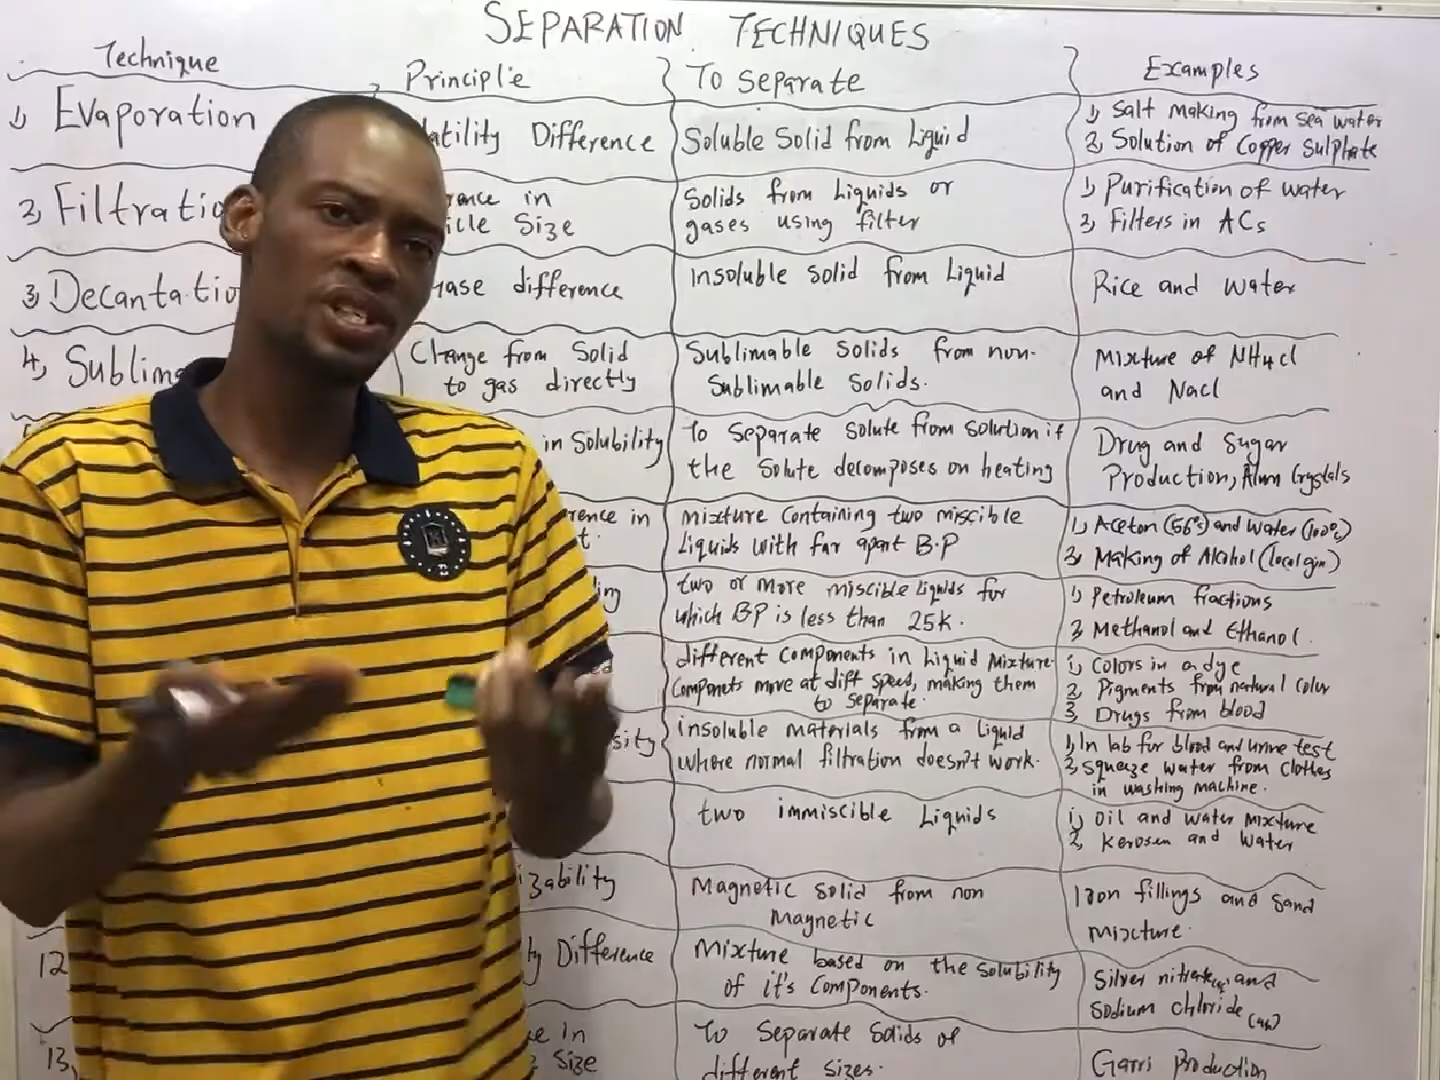 SEPARATION TECHNIQUES
Technique
Principle
To Separate
Examples
1, Evaporation
Difference
Soluble Solid from Liquid
1, Salt Making from Sea water
2, Solution of Copper Sulphate
2, Filtratio
in
Size
Solids from Liquids or
gases using filter
1, Purification of water
2, Filters in ACs
3, Decantatio
difference
Insoluble Solid from Liquid
Rice and water
4, Sublim
Change from Solid
to gas directly
Sublimable Solids from non-
Sublimable Solids.
Mixture of NH4Cl
and NaCl
in Solubility
To Separate Solute from Solution if
the Solute decomposes on heating
Drug and Sugar
Production, Alum Crystals
in
Mixture Containing two miscible
Liquids with far apart B.P
1, Aceton (56°c) and water (100°c)
2, Making of Alcohol (local gin)
two or more miscible Liquids for
which BP is less than 25K.
1, Petroleum fractions
2, Methanol and Ethanol.
different Components in Liquid Mixture.
Componets move at diff Speed, making them
to Separate.
1, Colors in a dye
2, Pigments from natural color
3, Drugs from blood
insoluble materials from a Liquid
where normal filtration doesn't work.
1, In lab for blood and urine test
2, Squeeze water from Clothes
in washing machine.
two immiscible Liquids
1, Oil and water Mixture
2, Kerosen and water
izability
Magnetic Solid from non
Magnetic
Iron fillings and Sand
Mixture.
12
Difference
Mixture based on the Solubility
of it's Components.
Silver and
Sodium Chloride (aq)
13,
in
Size
To Separate Solids of
different Sizes.
Garri Production